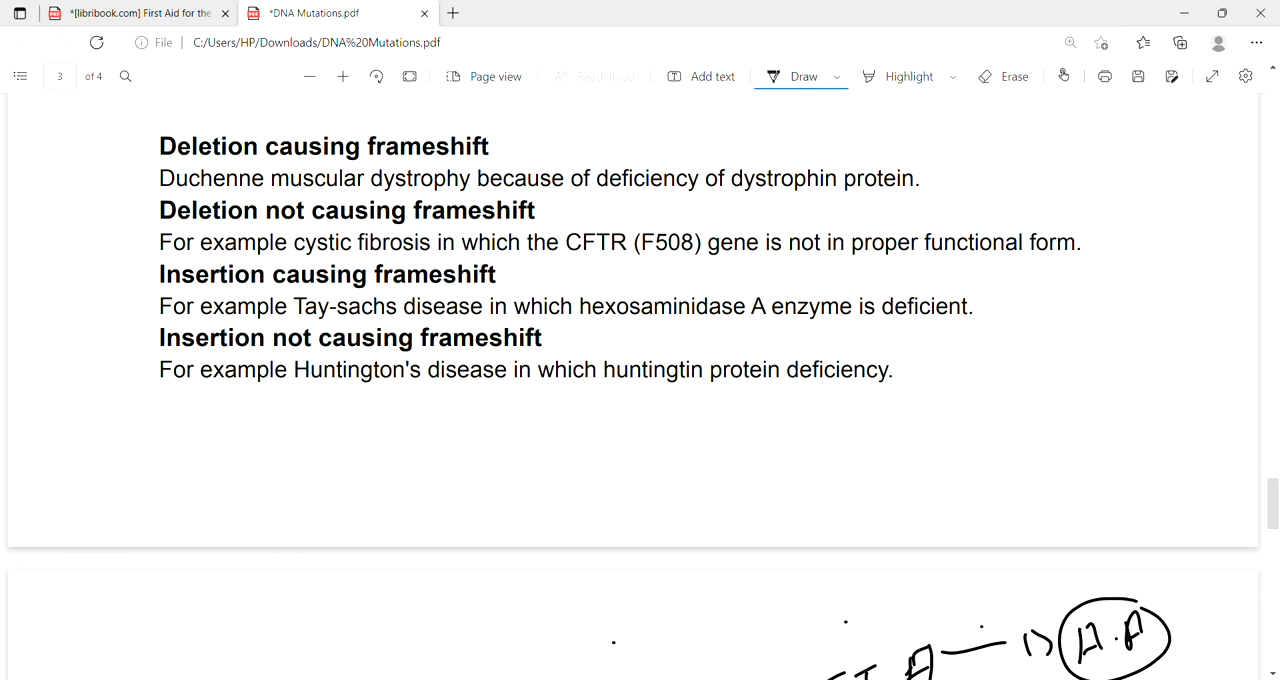 *[libribook.com] First Aid for the
*DNA Mutations.pdf
File C:/Users/HP/Downloads/DNA%20Mutations.pdf
3 of 4 Page view Read aloud Add text Draw Highlight Erase
Deletion causing frameshift
Duchenne muscular dystrophy because of deficiency of dystrophin protein.
Deletion not causing frameshift
For example cystic fibrosis in which the CFTR (F508) gene is not in proper functional form.
Insertion causing frameshift
For example Tay-sachs disease in which hexosaminidase A enzyme is deficient.
Insertion not causing frameshift
For example Huntington's disease in which huntingtin protein deficiency.